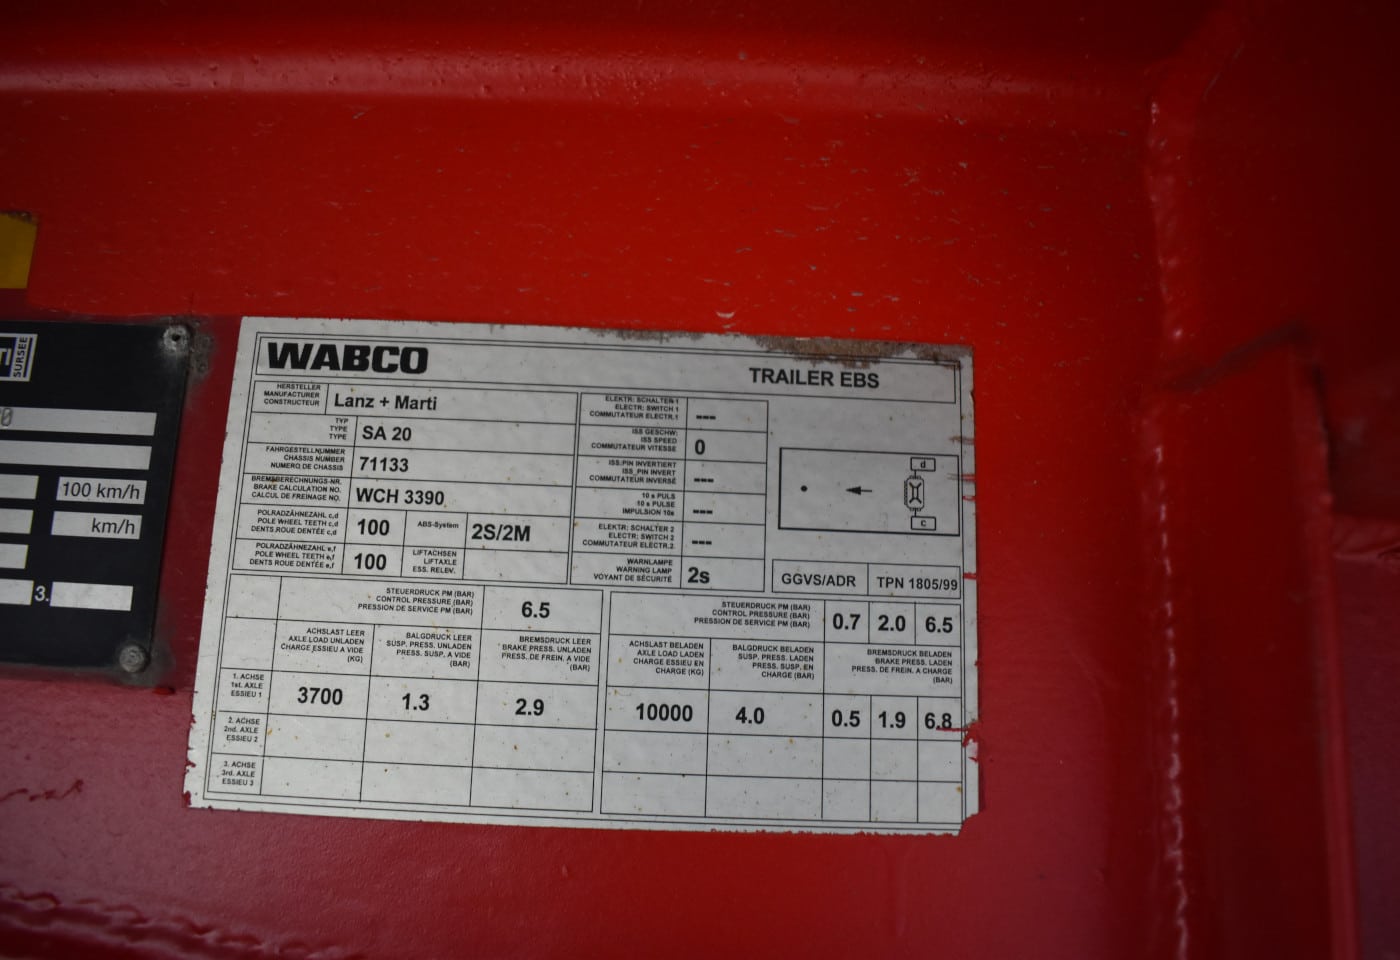 TI
SURSEE
0
100 km/h
km/h
3.
WABCO
TRAILER EBS
HERSTELLER
MANUFACTURER
CONSTRUCTEUR
Lanz + Marti
TYP
TYPE
TYPE
SA 20
FAHRGESTELLNUMMER
CHASSIS NUMBER
NUMERO DE CHASSIS
71133
BREMSBERECHNUNGS-NR.
BRAKE CALCULATION NO.
CALCUL DE FREINAGE NO.
WCH 3390
POLRADZÄHNEZAHL c,d
POLE WHEEL TEETH c,d
DENTS ROUE DENTÉE c,d
100
ABS-System
2S/2M
POLRADZÄHNEZAHL e,f
POLE WHEEL TEETH e,f
DENTS ROUE DENTÉE e,f
100
LIFTACHSEN
LIFTAXLE
ESS. RELEV.
ELEKTR: SCHALTER 1
ELECTR: SWITCH 1
COMMUTATEUR ELECTR.1
---
ISS GESCHW:
ISS SPEED
COMMUTATEUR VITESSE
0
ISS:PIN INVERTIERT
ISS_PIN INVERT
COMMUTATEUR INVERSÉ
---
10 s PULS
10 s PULSE
IMPULSION 10s
---
ELEKTR: SCHALTER 2
ELECTR: SWITCH 2
COMMUTATEUR ELECTR.2
---
WARNLAMPE
WARNING LAMP
VOYANT DE SÉCURITÉ
2s
d
c
GGVS/ADR
TPN 1805/99
STEUERDRUCK PM (BAR)
CONTROL PRESSURE (BAR)
PRESSION DE SERVICE PM (BAR)
6.5
ACHSLAST LEER
AXLE LOAD UNLADEN
CHARGE ESSIEU A VIDE
(KG)
BALGDRUCK LEER
SUSP. PRESS. UNLADEN
PRESS. SUSP. A VIDE
(BAR)
BREMSDRUCK LEER
BRAKE PRESS. UNLADEN
PRESS. DE FREIN. A VIDE
(BAR)
1. ACHSE
1st. AXLE
ESSIEU 1
3700
1.3
2.9
2. ACHSE
2nd. AXLE
ESSIEU 2
3. ACHSE
3rd. AXLE
ESSIEU 3
STEUERDRUCK PM (BAR)
CONTROL PRESSURE (BAR)
PRESSION DE SERVICE PM (BAR)
0.7
2.0
6.5
ACHSLAST BELADEN
AXLE LOAD LADEN
CHARGE ESSIEU EN
CHARGE (KG)
BALGDRUCK BELADEN
SUSP. PRESS. LADEN
PRESS. SUSP. EN
CHARGE (BAR)
BREMSDRUCK BELADEN
BRAKE PRESS. LADEN
PRESS. DE FREIN. A CHARGE
(BAR)
10000
4.0
0.5
1.9
6.8